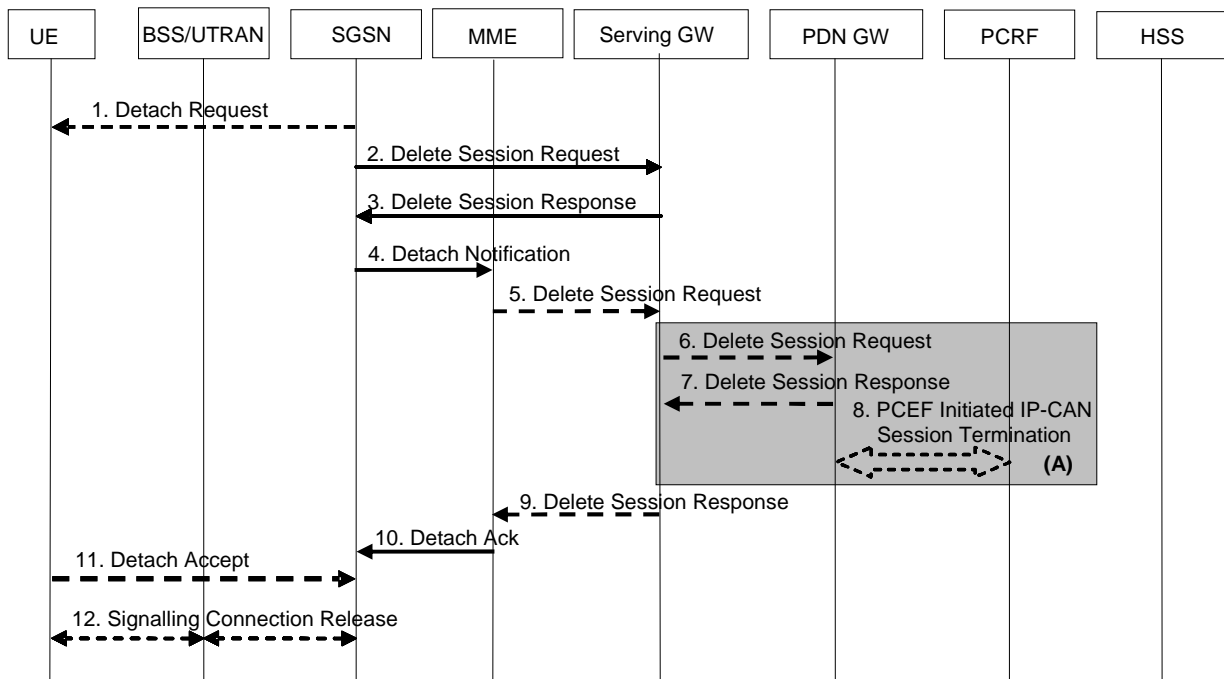 UE
BSS/UTRAN
SGSN
MME
Serving GW
PDN GW
PCRF
HSS
1. Detach Request
2. Delete Session Request
3. Delete Session Response
4. Detach Notification
5. Delete Session Request
6. Delete Session Request
7. Delete Session Response
8. PCEF Initiated IP-CAN
Session Termination
(A)
9. Delete Session Response
10. Detach Ack
11. Detach Accept
12. Signalling Connection Release